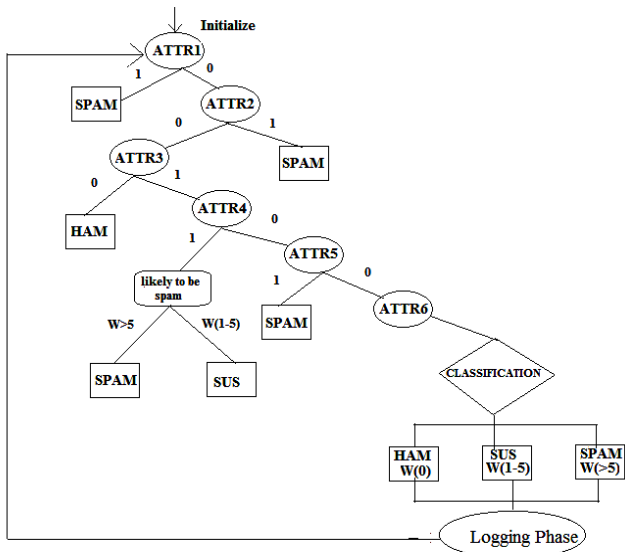 Initialize
ATTR1
1
0
SPAM
ATTR2
0
1
ATTR3
SPAM
0
1
HAM
ATTR4
0
1
ATTR5
likely to be
spam
1
0
W>5
W(1-5)
SPAM
ATTR6
SPAM
SUS
CLASSIFICATION
HAM
W(0)
SUS
W(1-5)
SPAM
W(>5)
Logging Phase